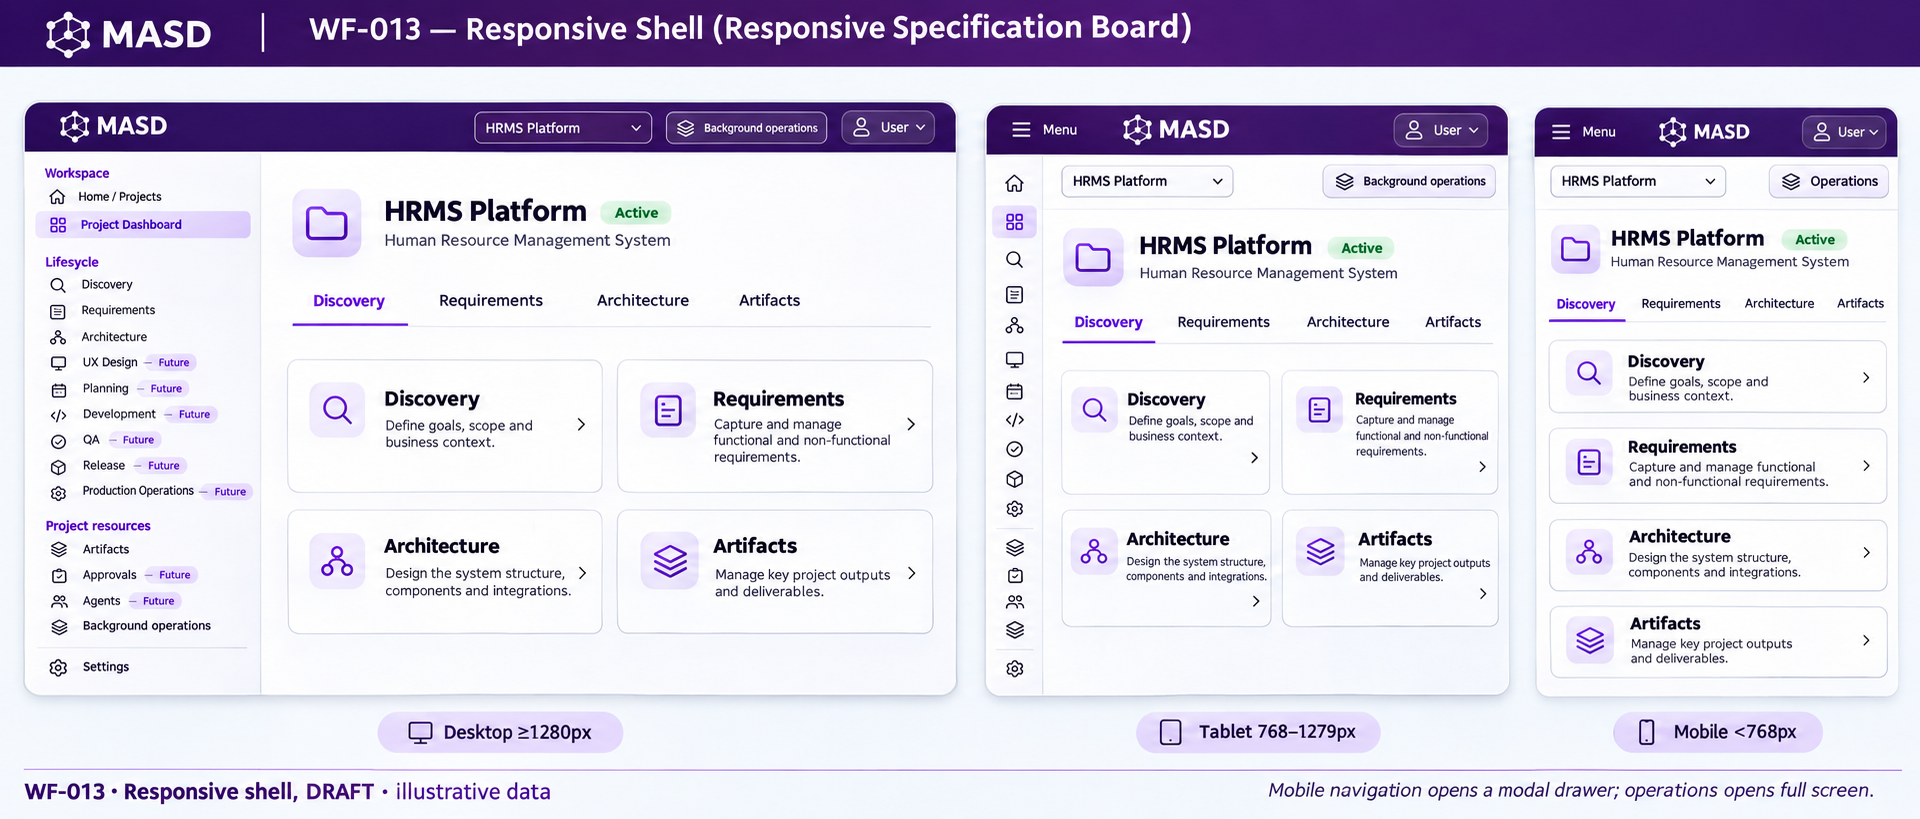 MASD
WF-013 — Responsive Shell (Responsive Specification Board)
MASD
HRMS Platform
Background operations
User
Workspace
Home / Projects
Project Dashboard
Lifesycle
Discovery
Requirements
Architecture
UX Design — Future
Planning — Future
Development — Future
QA — Future
Release — Future
Production Operations — Future
Project resources
Artifacts
Approvals — Future
Agents — Future
Background operations
Settings
HRMS Platform Active
Human Resource Management System
Discovery Requirements Architecture Artifacts
Discovery
Define goals, scope and
business context.
Requirements
Capture and manage
functional and non-functional
requirements.
Architecture
Design the system structure,
components and integrations.
Artifacts
Manage key project outputs
and deliverables.
Desktop ≥1280px
Menu
MASD
User
HRMS Platform
Background operations
HRMS Platform Active
Human Resource Management System
Discovery Requirements Architecture Artifacts
Discovery
Define goals, scope and
business context.
Requirements
Capture and manage
functional and non-functional
requirements.
Architecture
Design the system structure,
components and integrations.
Artifacts
Manage key project outputs
and deliverables.
Tablet 768–1279px
Menu
MASD
User
HRMS Platform
Operations
HRMS Platform Active
Human Resource Management System
Discovery Requirements Architecture Artifacts
Discovery
Define goals, scope and
business context.
Requirements
Capture and manage functional
and non-functional requirements.
Architecture
Design the system structure,
components and integrations.
Artifacts
Manage key project outputs
and deliverables.
Mobile <768px
WF-013 • Responsive shell, DRAFT • illustrative data
Mobile navigation opens a modal drawer; operations opens full screen.